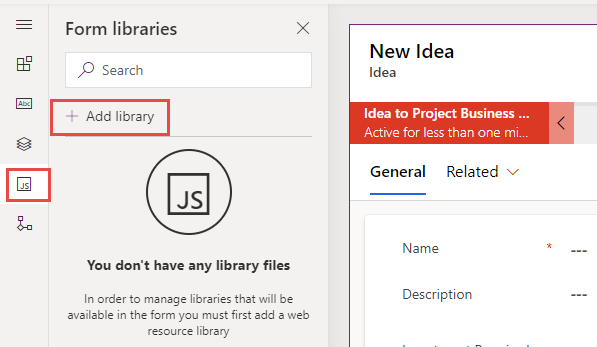 Form libraries
Search
Add library
Abc
JS
JS
You don't have any library files
In order to manage libraries that will be
available in the form you must first add a web
resource library
New Idea
Idea
Idea to Project Business ...
Active for less than one mi...
General
Related
Name * ---
Description ---